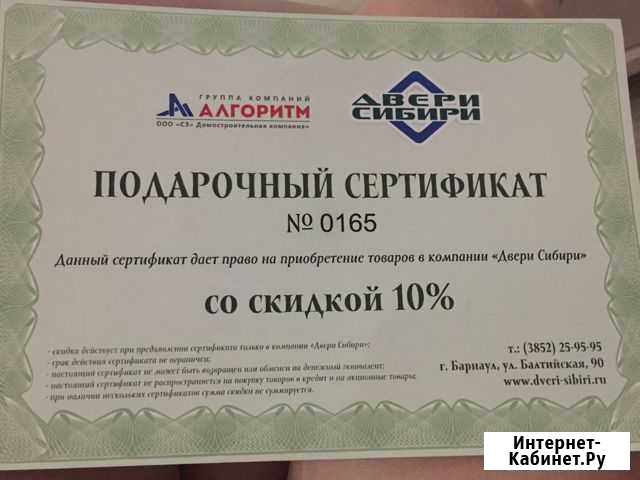 ГРУППА КОМПАНИЙ
АЛГОРИТМ
ООО «СЗ» Домостроительная компания»
ДВЕРИ
СИБИРИ
ПОДАРОЧНЫЙ СЕРТИФИКАТ
№ 0165
Данный сертификат дает право на приобретение товаров в компании «Двери Сибири»
со скидкой 10%
- скидка действует при предъявлении сертификата только в компании «Двери Сибири»;
- срок действия сертификата не ограничен;
- настоящий сертификат не может быть возвращен или обменен на денежный эквивалент;
- настоящий сертификат не распространяется на покупку товаров в кредит и на акционные товары;
- при наличии нескольких сертификатов сумма скидки не суммируется.
т.: (3852) 25-95-95
г. Барнаул, ул. Балтийская, 90
www.dveri-sibiri.ru
Интернет-
Кабинет.Ру